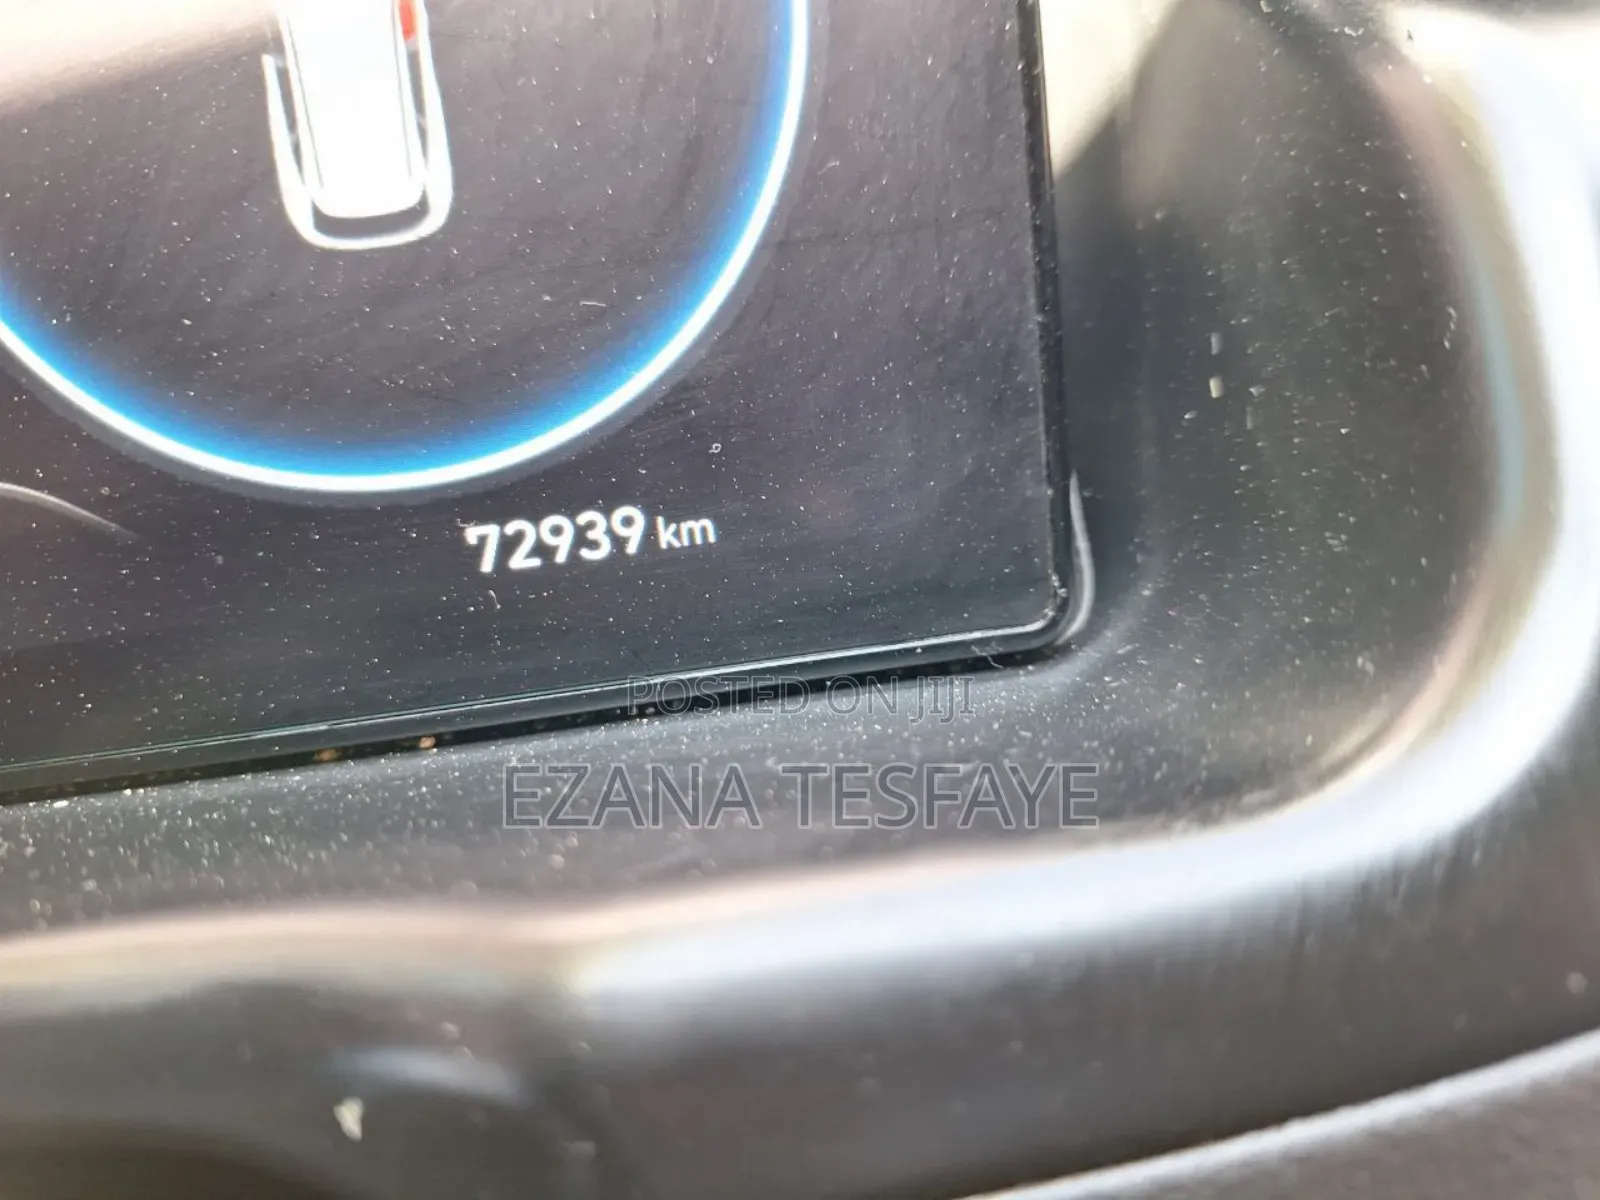 72939 km
POSTED ON JIJI
EZANA TESFAYE